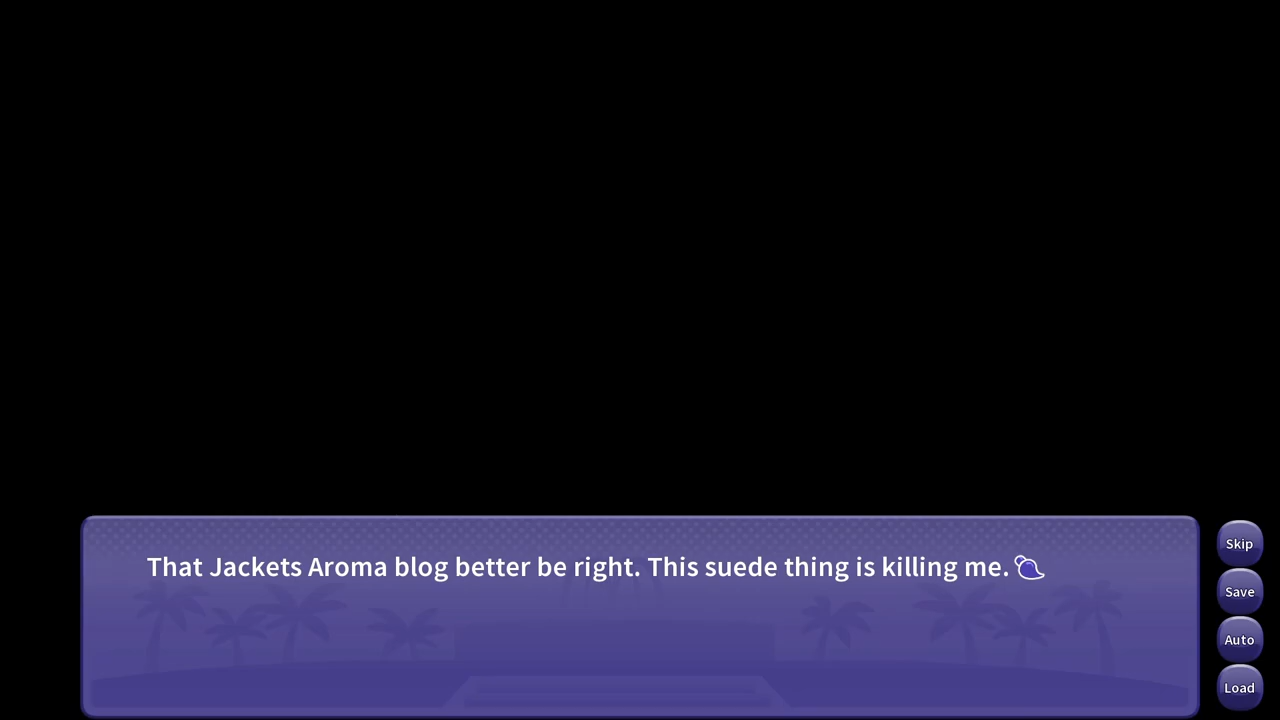 That Jackets Aroma blog better be right. This suede thing is killing me.
Skip
Save
Auto
Load